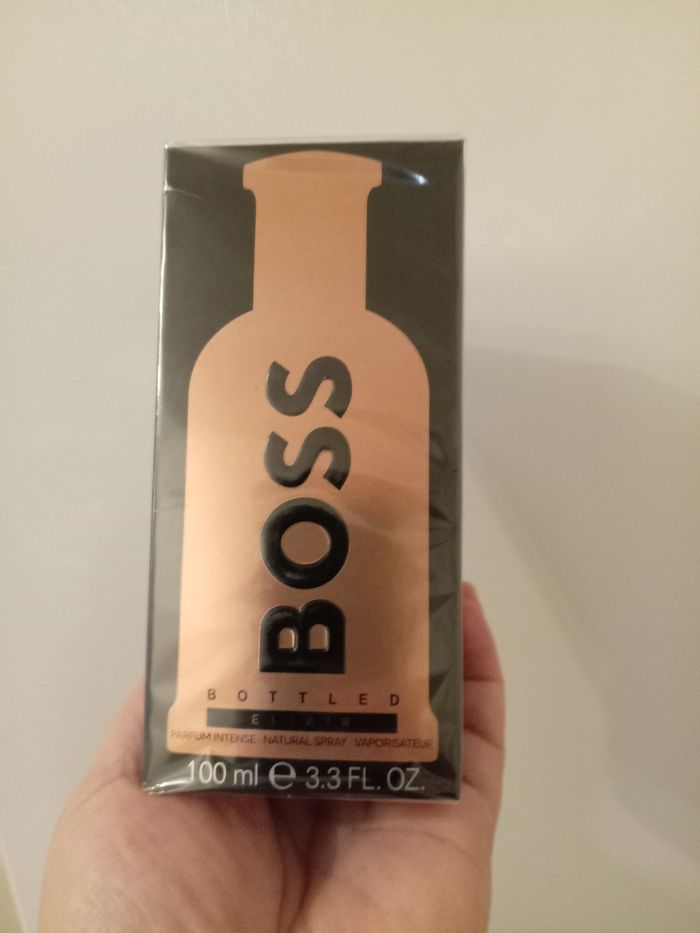 BOSS
BOTTLED
ELIXIR
PARFUM INTENSE · NATURAL SPRAY · VAPORISATEUR
100 ml ℮ 3.3 FL. OZ.